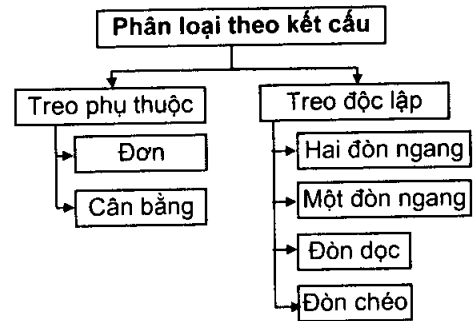 Phân loại theo kết cấu
Treo phụ thuộc
Đơn
Cân bằng
Treo độc lập
Hai đòn ngang
Một đòn ngang
Đòn dọc
Đòn chéo